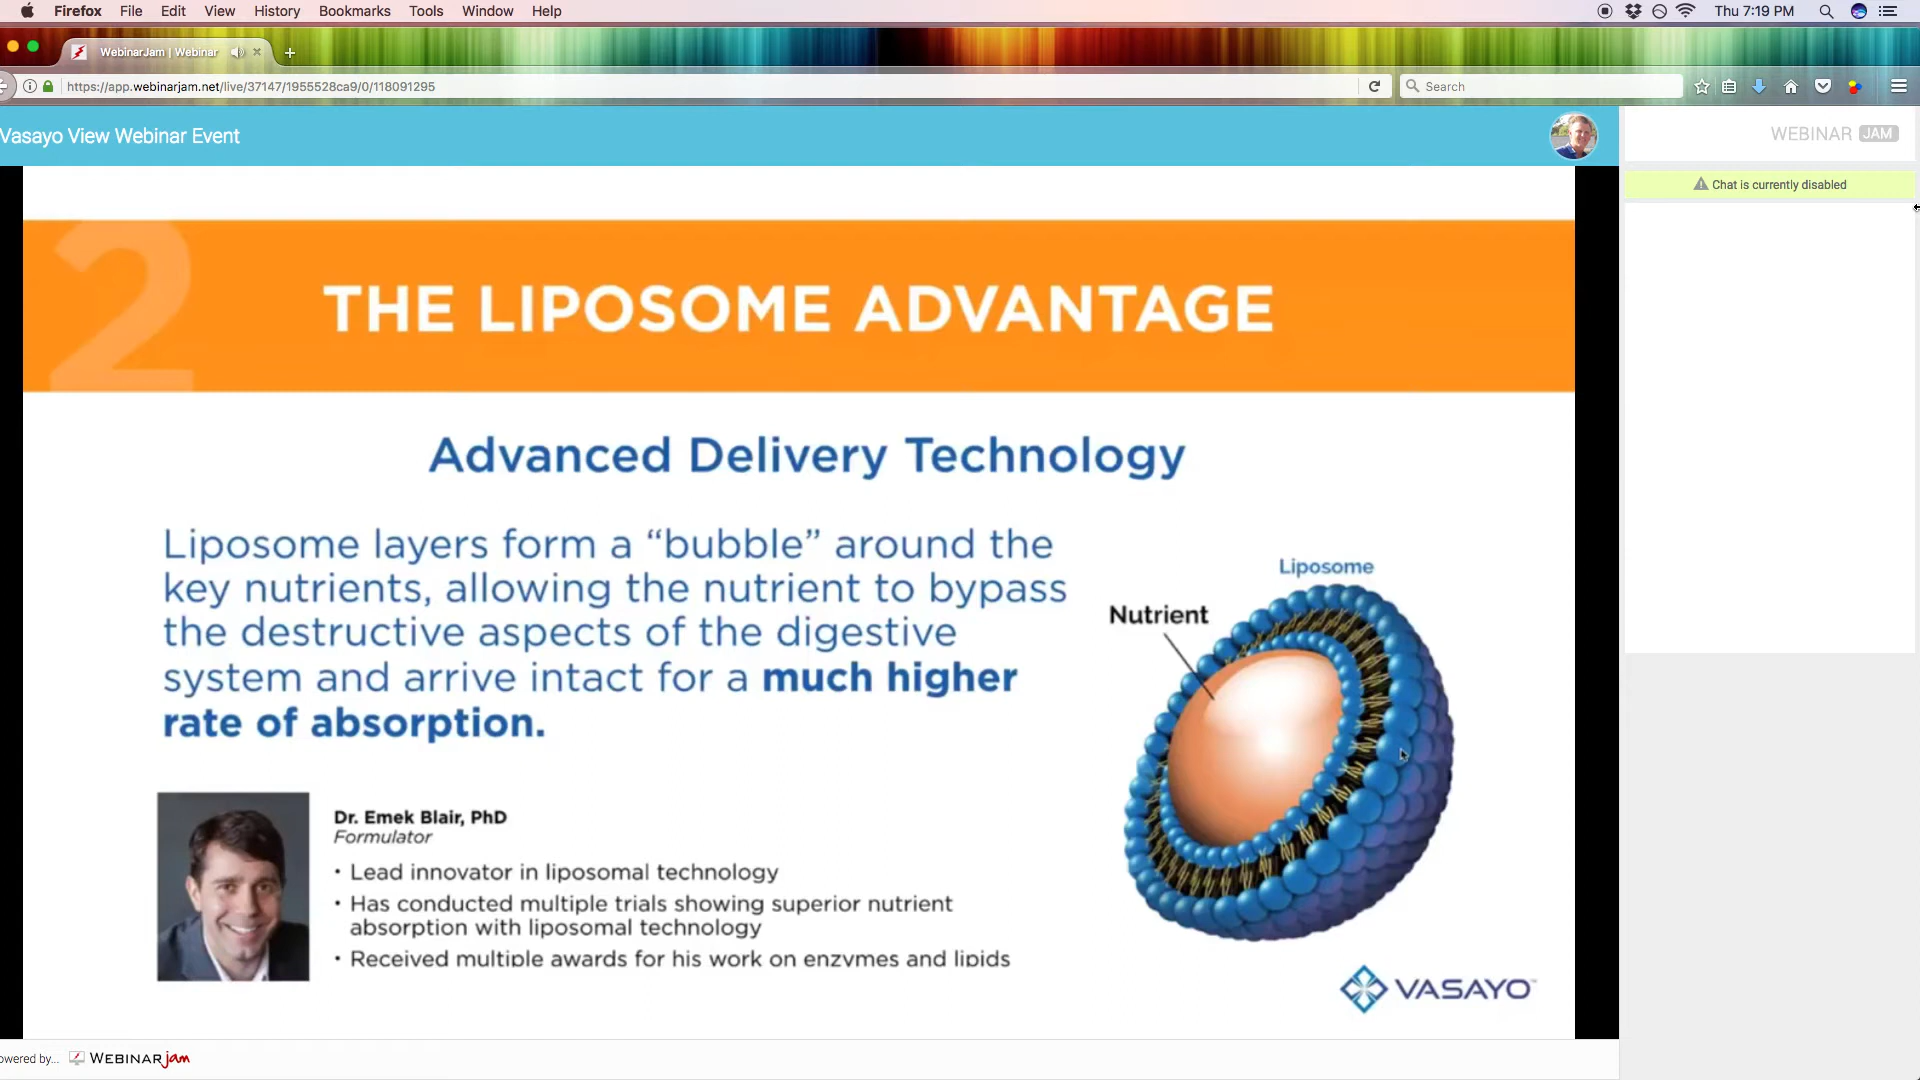 Firefox File Edit View History Bookmarks Tools Window Help Thu 7:19 PM
WebinarJam | Webinar
https://app.webinarjam.net/live/37147/1955528ca9/0/118091295
Search
Vasayo View Webinar Event
WEBINAR JAM
Chat is currently disabled
2
THE LIPOSOME ADVANTAGE
Advanced Delivery Technology
Liposome layers form a “bubble” around the
key nutrients, allowing the nutrient to bypass
the destructive aspects of the digestive
system and arrive intact for a much higher
rate of absorption.
Liposome
Nutrient
Dr. Emek Blair, PhD
Formulator
• Lead innovator in liposomal technology
• Has conducted multiple trials showing superior nutrient
absorption with liposomal technology
• Received multiple awards for his work on enzymes and lipids
VASAYO™
owered by... WEBINARjam